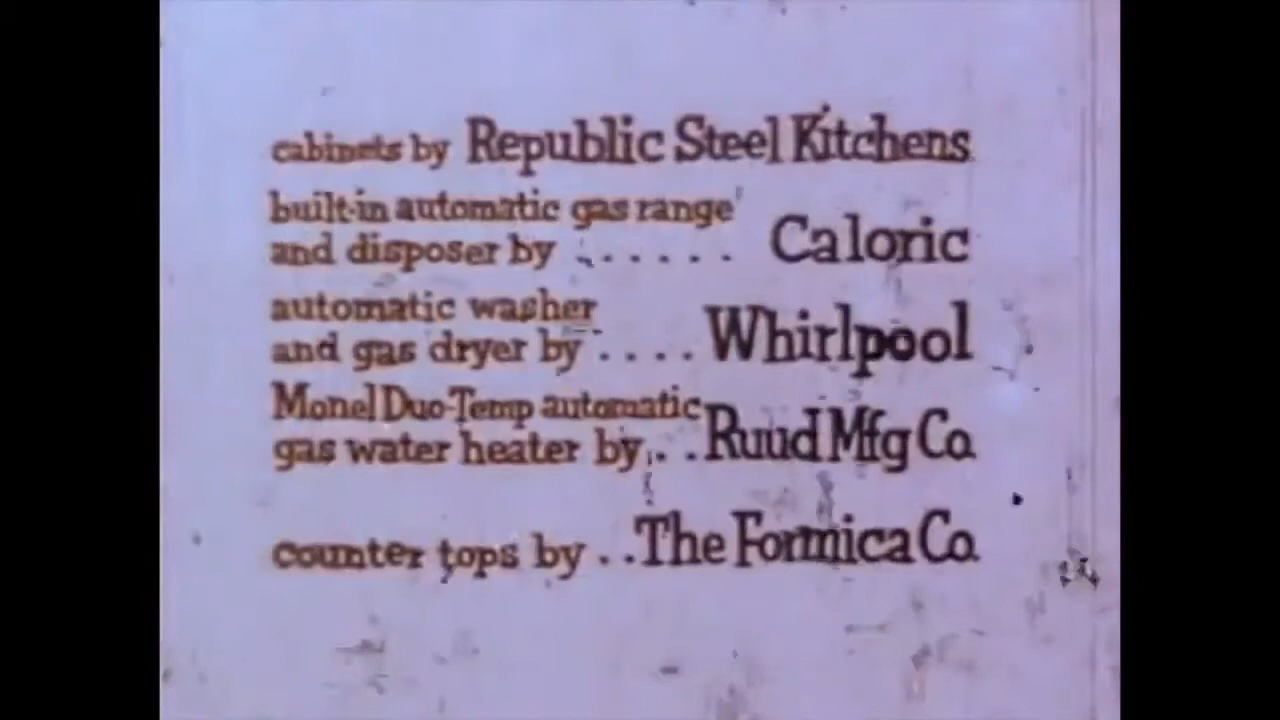 cabinets by Republic Steel Kitchens
built-in automatic gas range
and disposer by ...... Caloric
automatic washer
and gas dryer by .... Whirlpool
Monel Duo-Temp automatic
gas water heater by .. Ruud Mfg Co.
counter tops by .. The Formica Co.